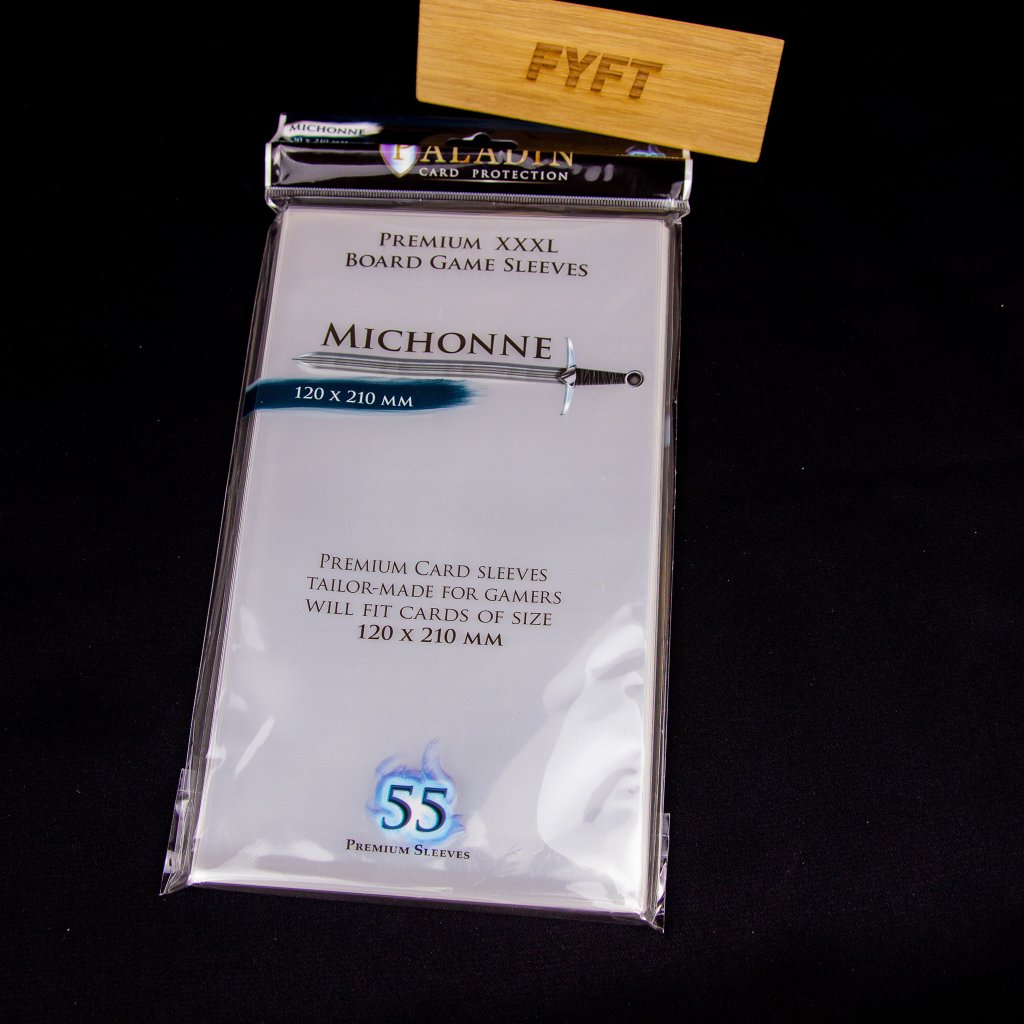 FYFT
Michonne
PALADIN
CARD PROTECTION
Premium XXXL
Board Game Sleeves
Michonne
120 x 210 mm
Premium Card sleeves
tailor-made for gamers
will fit cards of size
120 x 210 mm
55
Premium Sleeves